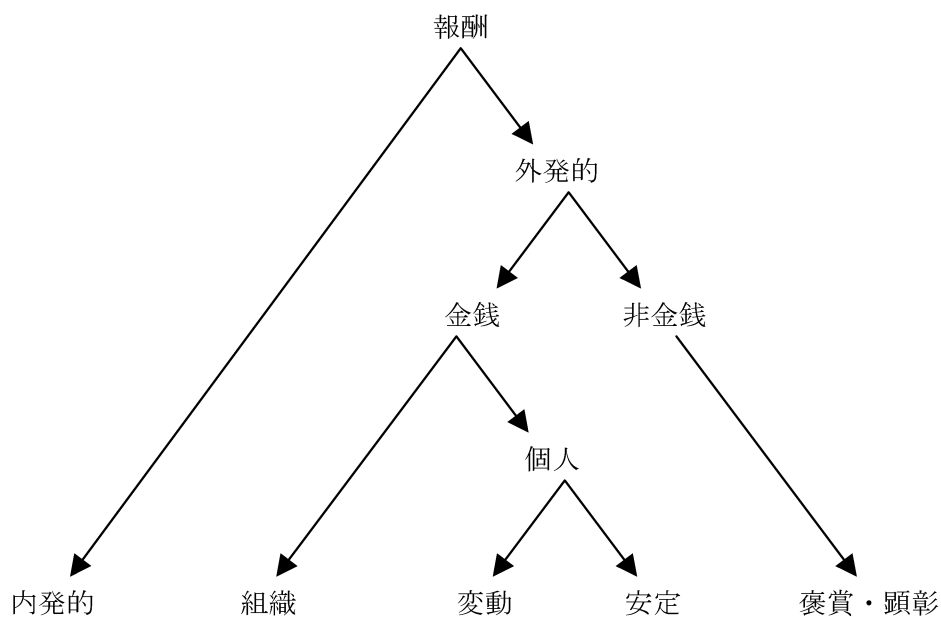 報酬
外発的
金銭
非金銭
個人
内発的
組織
変動
安定
褒賞・顕彰